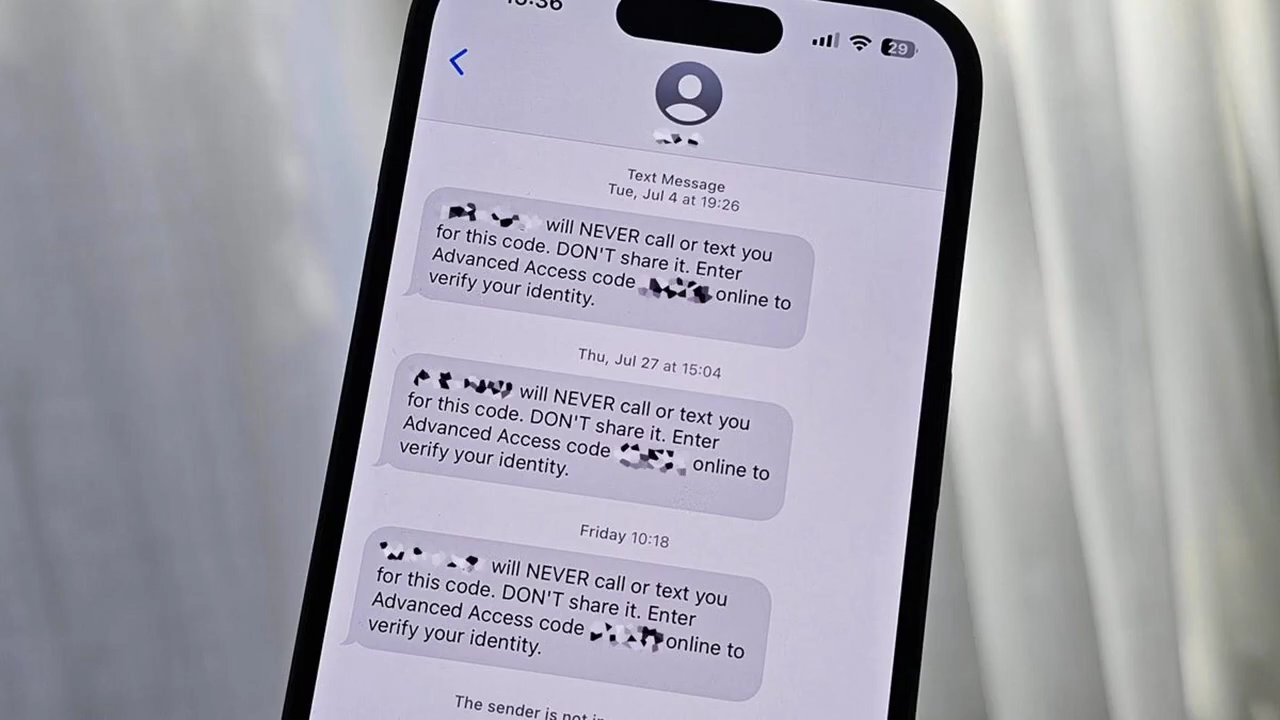 29
Text Message
Tue, Jul 4 at 19:26
will NEVER call or text you
for this code. DON'T share it. Enter
Advanced Access code online to
verify your identity.
Thu, Jul 27 at 15:04
will NEVER call or text you
for this code. DON'T share it. Enter
Advanced Access code online to
verify your identity.
Friday 10:18
will NEVER call or text you
for this code. DON'T share it. Enter
Advanced Access code online to
verify your identity.
The sender is not